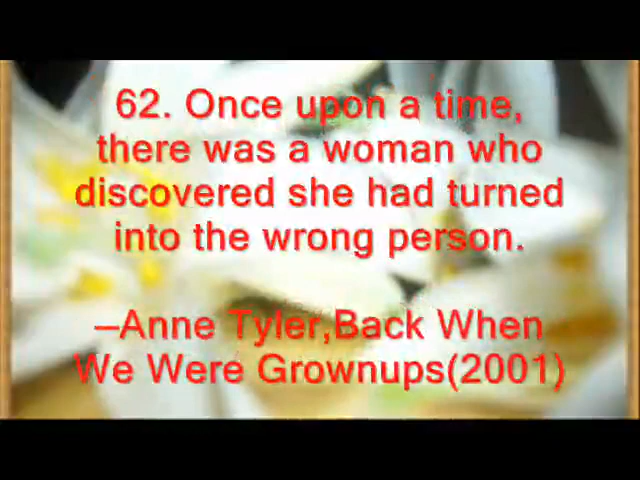 62. Once upon a time,
there was a woman who
discovered she had turned
into the wrong person.
—Anne Tyler,Back When
We Were Grownups(2001)